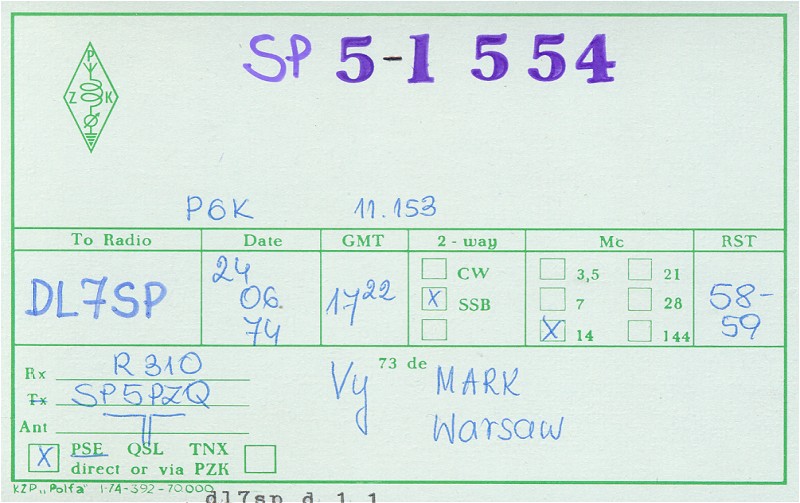 SP 5-1 554
P
Z K
PGK 11.153
To Radio Date GMT 2 - way Mc RST
DL7SP 24 06. 74 17 22 CW SSB 3,5 7 14 21 28 144 58-59
X
X
73 de
Rx R 310
Vy MARK
Tx SP5PZQ
Warsaw
Ant
X PSE QSL TNX
direct or via PZK
KZP „Polfa" 1-74-392-70000
dl7sp d 1 1